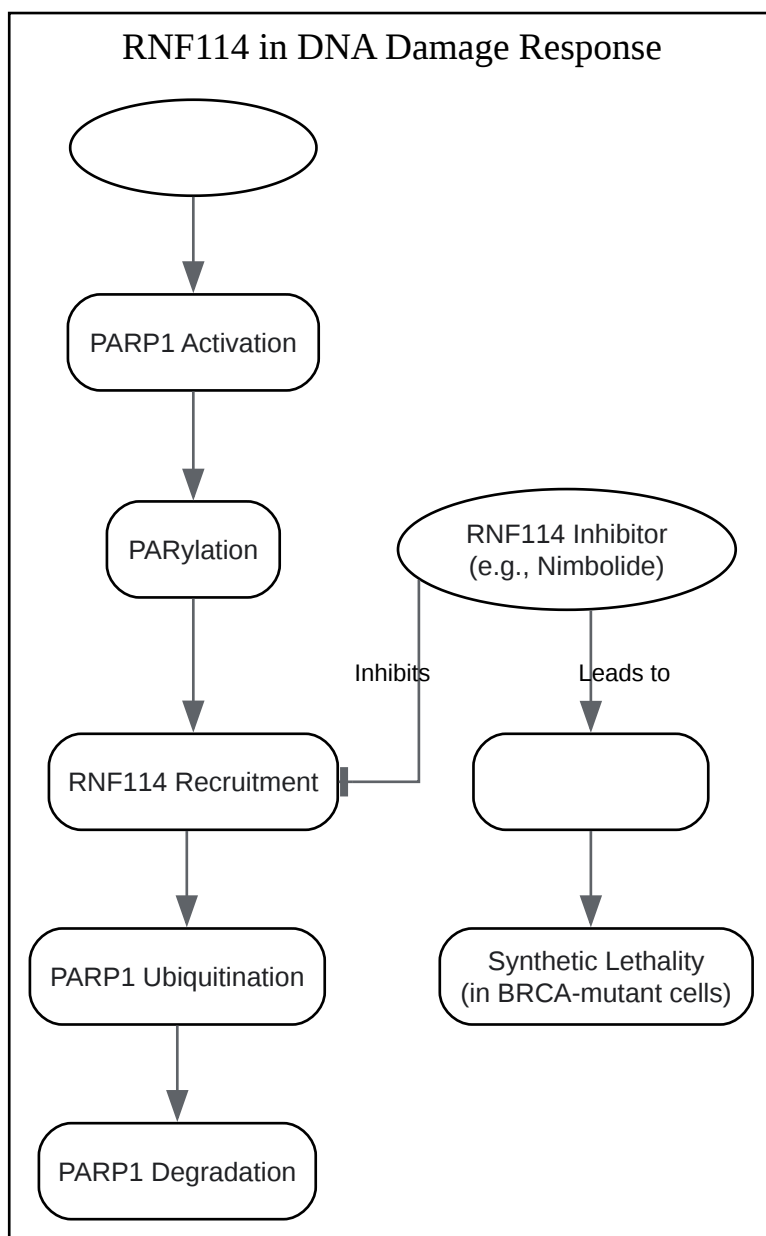 RNF114 in DNA Damage Response
PARP1 Activation
PARylation
RNF114 Inhibitor
(e.g., Nimbolide)
Inhibits
Leads to
RNF114 Recruitment
PARP1 Ubiquitination
Synthetic Lethality
(in BRCA-mutant cells)
PARP1 Degradation